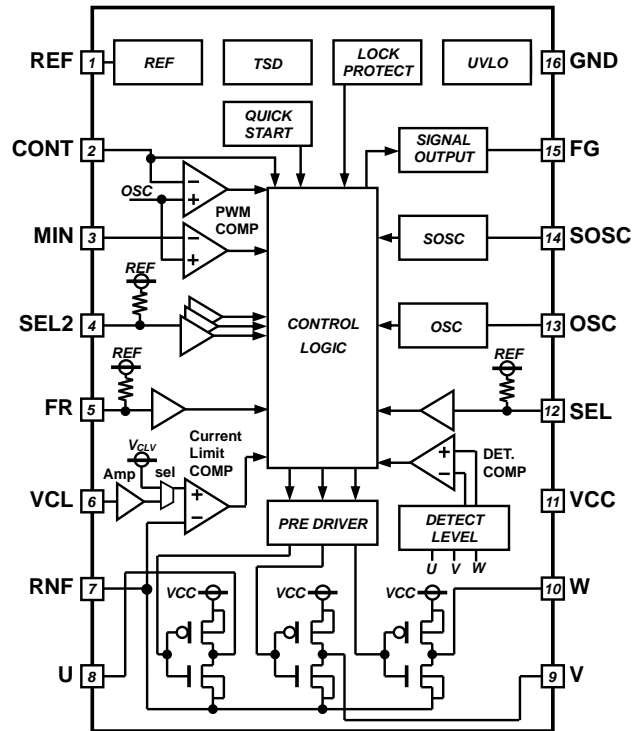 REF 1 REF TSD LOCK PROTECT UVLO 16 GND
QUICK START
CONT 2 SIGNAL OUTPUT 15 FG
OSC
−
+
PWM COMP
MIN 3 − SOSC 14 SOSC
+
REF
SEL2 4 CONTROL LOGIC OSC 13 OSC
REF
REF
FR 5 12 SEL
VCLV
Current Limit COMP
Amp sel
+
−
DET. COMP
+
−
VCL 6 11 VCC
PRE DRIVER
DETECT LEVEL
U V W
RNF 7 VCC VCC VCC 10 W
U 8 9 V